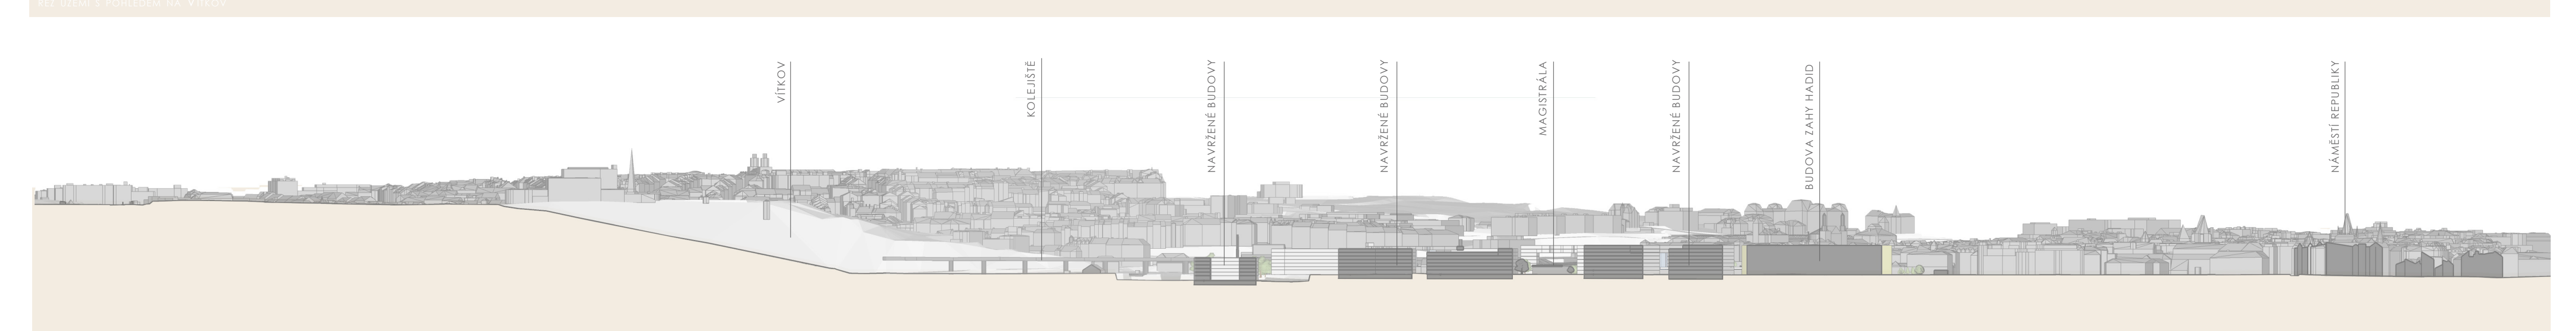 ŘEZ ÚZEMÍ S POHLEDEM NA VÍTKOV
VÍTKOV
KOLEJIŠTĚ
NAVRŽENÉ BUDOVY
NAVRŽENÉ BUDOVY
MAGISTRÁLA
NAVRŽENÉ BUDOVY
BUDOVA ZAHY HADID
NÁMĚSTÍ REPUBLIKY